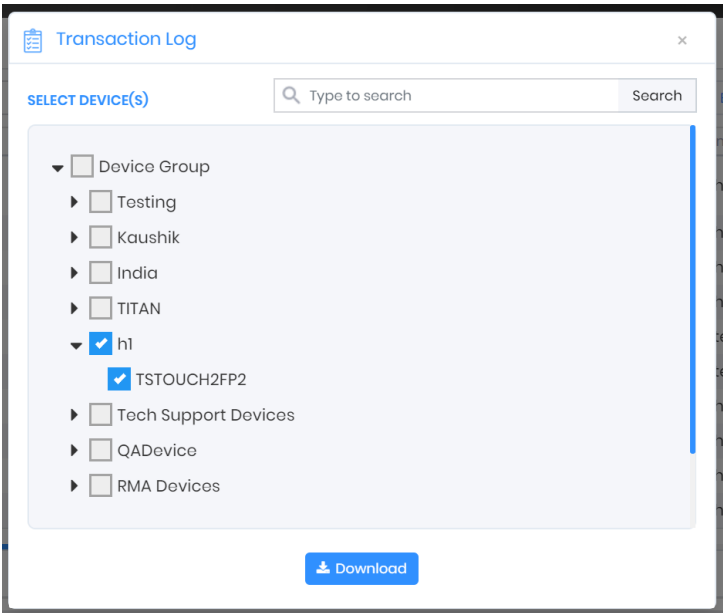 Transaction Log
×
SELECT DEVICE(S)
Type to search
Search
Device Group
Testing
Kaushik
India
TITAN
h1
TSTOUCH2FP2
Tech Support Devices
QADevice
RMA Devices
Download